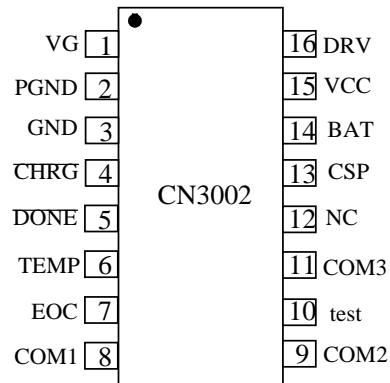 VG 1 16 DRV
PGND 2 15 VCC
GND 3 14 BAT
CHRG 4 13 CSP
CN3002
DONE 5 12 NC
TEMP 6 11 COM3
EOC 7 10 test
COM1 8 9 COM2